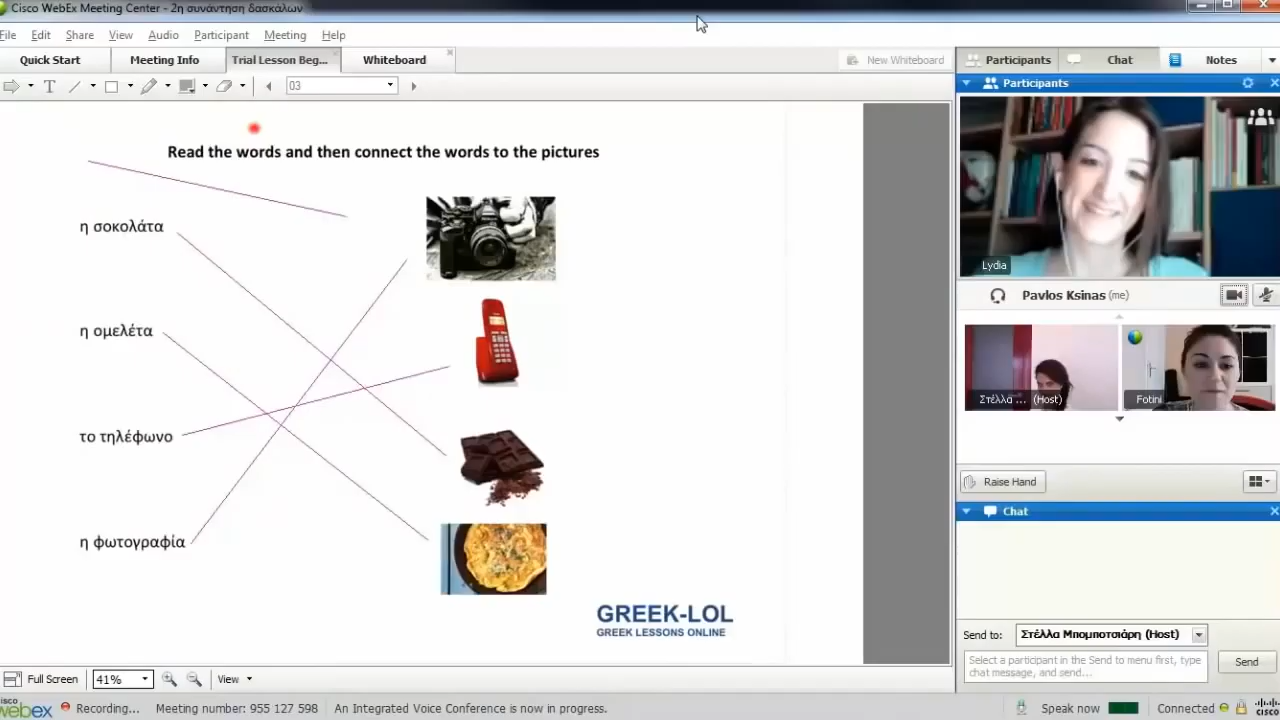 Cisco WebEx Meeting Center - 2η συνάντηση δασκάλων
File Edit Share View Audio Participant Meeting Help
Quick Start Meeting Info Trial Lesson Beg... Whiteboard New Whiteboard
03
Participants Chat Notes
Participants
Read the words and then connect the words to the pictures
η σοκολάτα
η ομελέτα
το τηλέφωνο
η φωτογραφία
GREEK-LOL
GREEK LESSONS ONLINE
Lydia
Pavlos Ksinas (me)
Στέλλα ... (Host) Fotini
Raise Hand
Chat
Send to: Στέλλα Μπομποτσιάρη (Host)
Select a participant in the Send to menu first, type
chat message, and send...
Send
Full Screen 41% View
cisco
webex Recording... Meeting number: 955 127 598 An Integrated Voice Conference is now in progress. Speak now Connected
cisco